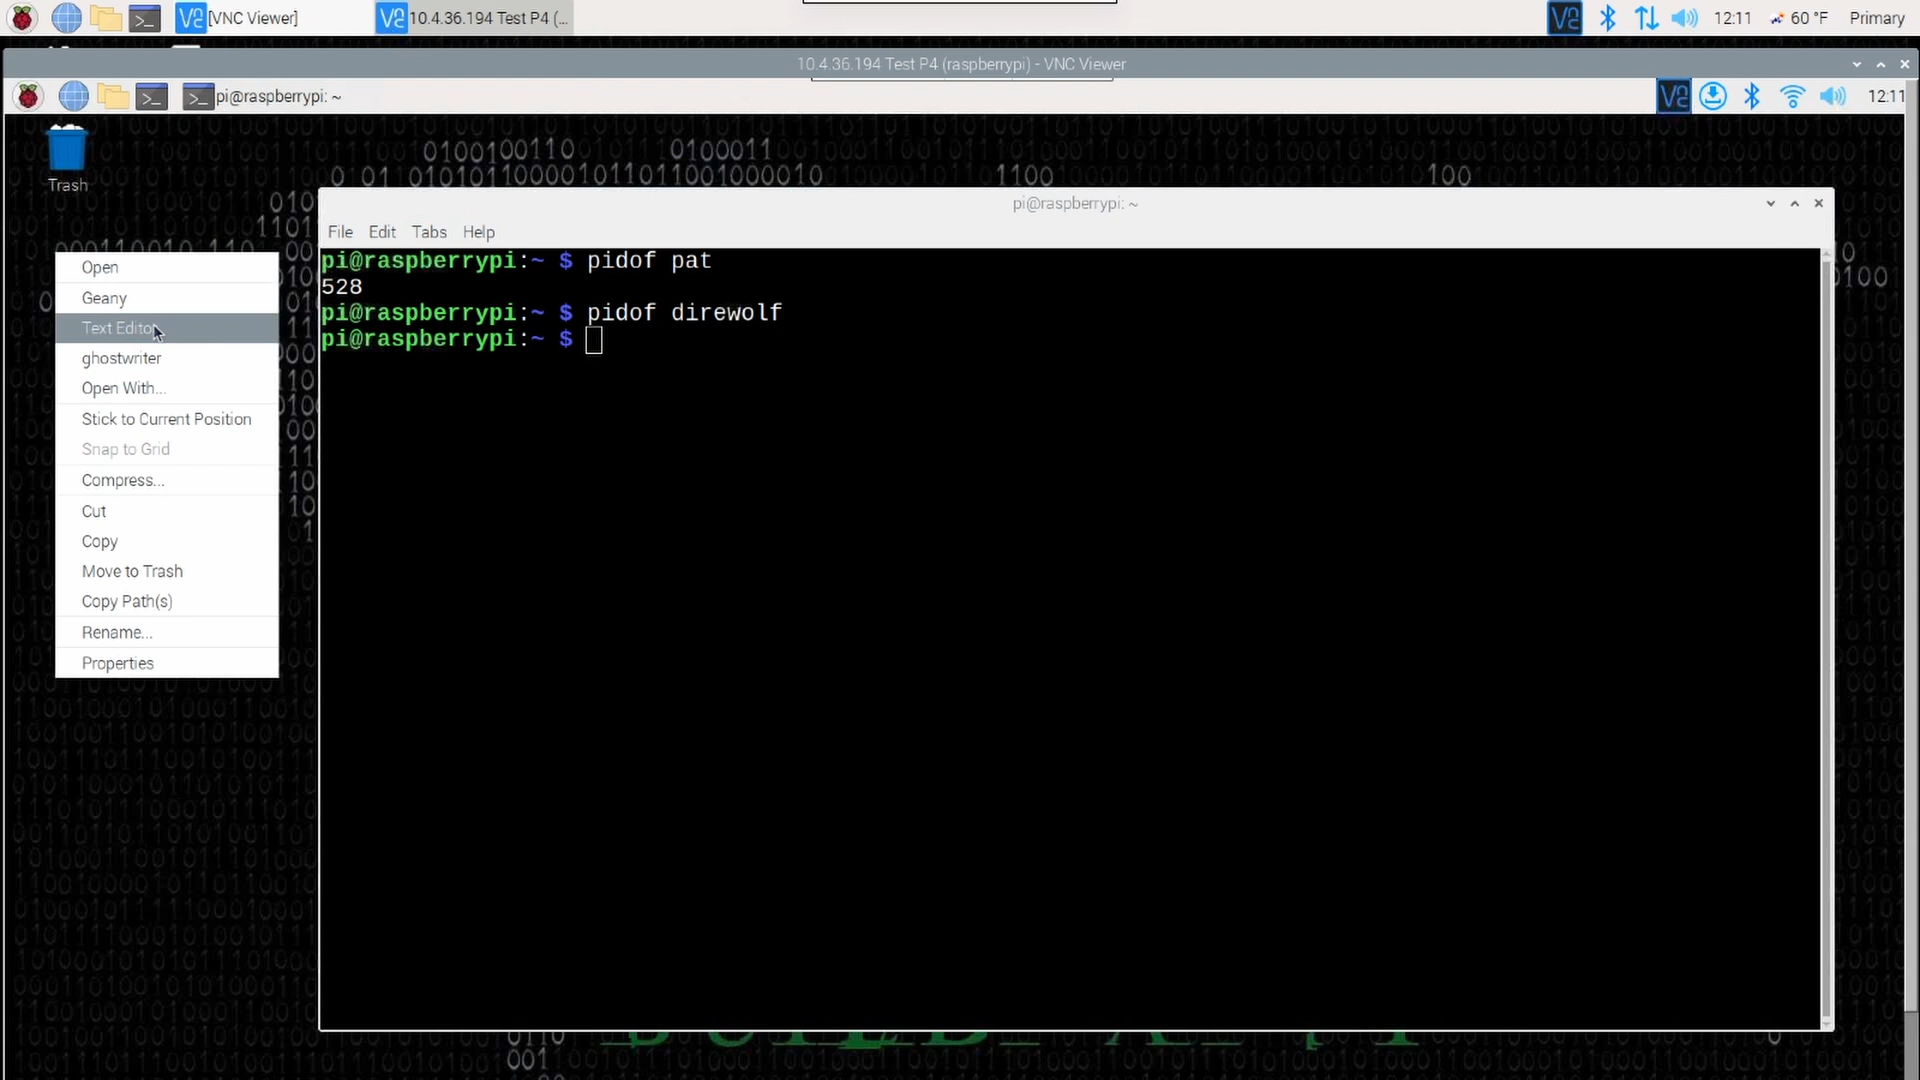 [VNC Viewer]
10.4.36.194 Test P4 (...
12:11
60 °F
Primary
10.4.36.194 Test P4 (raspberrypi) - VNC Viewer
pi@raspberrypi: ~
12:11
Trash
pi@raspberrypi: ~
File Edit Tabs Help
pi@raspberrypi:~ $ pidof pat
528
pi@raspberrypi:~ $ pidof direwolf
pi@raspberrypi:~ $
Open
Geany
Text Editor
ghostwriter
Open With...
Stick to Current Position
Snap to Grid
Compress...
Cut
Copy
Move to Trash
Copy Path(s)
Rename...
Properties